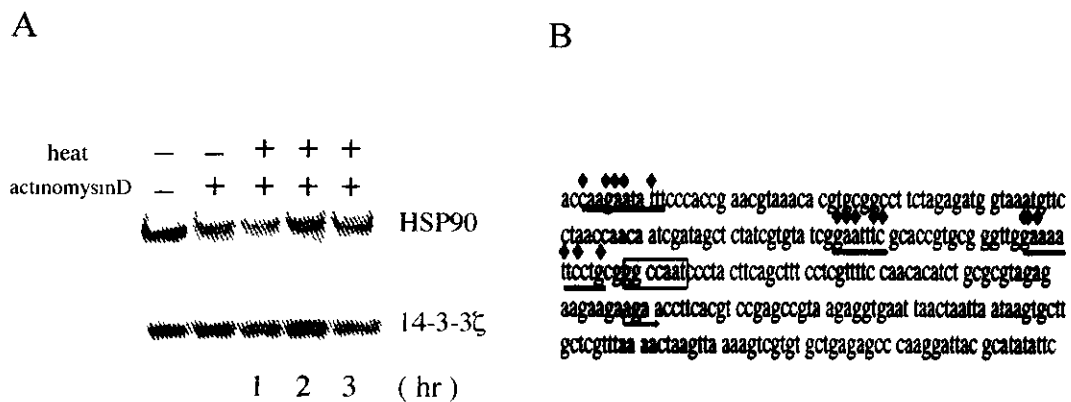 A
B
heat − − + + +
actinomysinD − + + + +
HSP90
14-3-3ζ
1 2 3 (hr)
accaagaata tttcccaccg aacgtaaaca cgtgcggcct tctagagatg gtaaatgttc
ctaaccaaca atcgatagct ctatcgtgta tcggaatttc gcaccgtgcg ggttggaaaa
ttcctgcggg ccaatcccta cttcagcttt cctcgttttc caacacatct gcgcgtagag
aagaagaaga accttcacgt ccgagccgta agaggtgaat taactaatta ataagtgctt
gctcgtttaa aactaagtta aaagtcgtgt gctgagagcc caaggattac gcatatattc